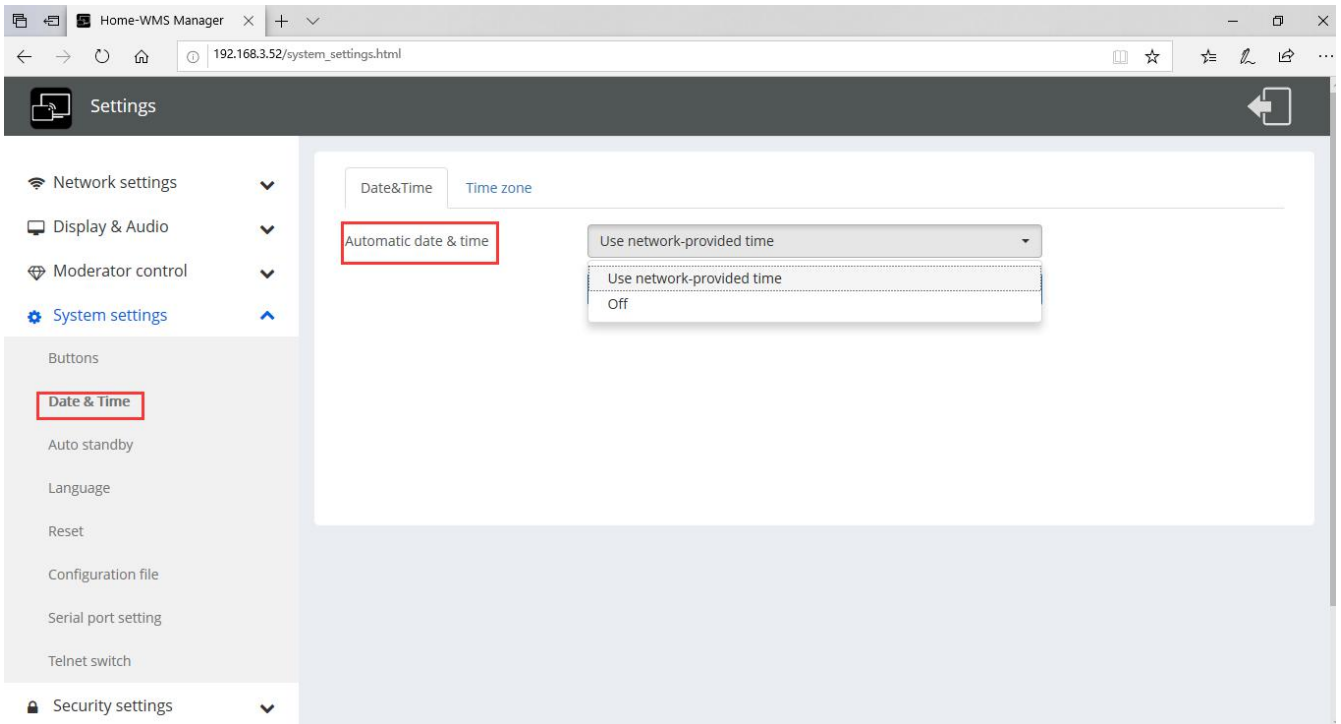 Home-WMS Manager
192.168.3.52/system_settings.html
Settings
Network settings
Display & Audio
Moderator control
System settings
Buttons
Date & Time
Auto standby
Language
Reset
Configuration file
Serial port setting
Telnet switch
Security settings
Date&Time Time zone
Automatic date & time Use network-provided time
Use network-provided time
Off